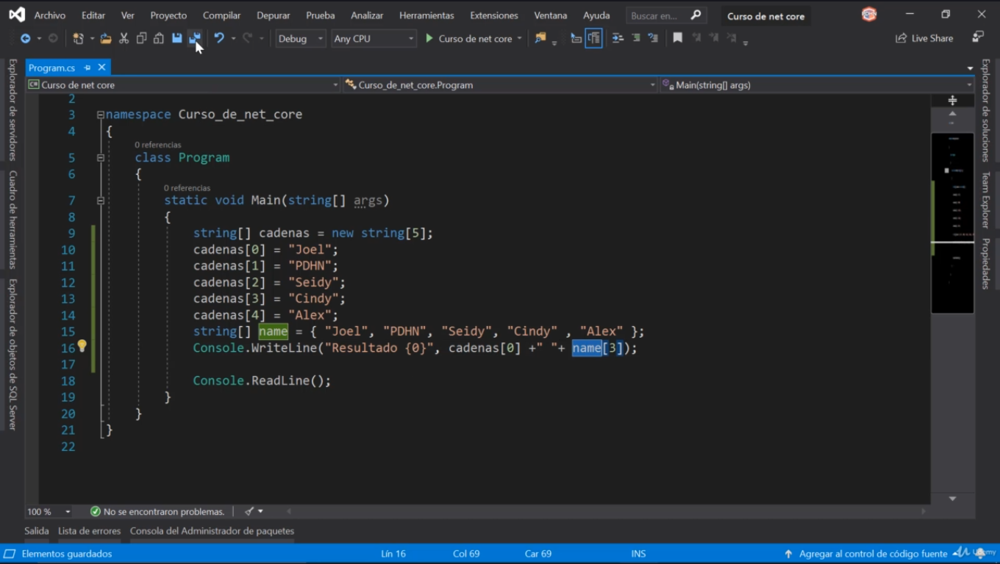 Archivo Editar Ver Proyecto Compilar Depurar Prueba Analizar Herramientas Extensiones Ventana Ayuda Buscar en... Curso de net core
Debug Any CPU Curso de net core Live Share
Program.cs
C# Curso de net core Curso_de_net_core.Program Main(string[] args)
Explorador de servidores
Cuadro de herramientas
Explorador de objetos de SQL Server
2
3 namespace Curso_de_net_core
4 {
0 referencias
5 class Program
6 {
0 referencias
7 static void Main(string[] args)
8 {
9 string[] cadenas = new string[5];
10 cadenas[0] = "Joel";
11 cadenas[1] = "PDHN";
12 cadenas[2] = "Seidy";
13 cadenas[3] = "Cindy";
14 cadenas[4] = "Alex";
15 string[] name = { "Joel", "PDHN", "Seidy", "Cindy" , "Alex" };
16 Console.WriteLine("Resultado {0}", cadenas[0] +" "+ name[3]);
17
18 Console.ReadLine();
19 }
20 }
21 }
22
Explorador de soluciones
Team Explorer
Propiedades
100 % No se encontraron problemas.
Salida Lista de errores Consola del Administrador de paquetes
Elementos guardados Lín 16 Col 69 Car 69 INS Agregar al control de código fuente